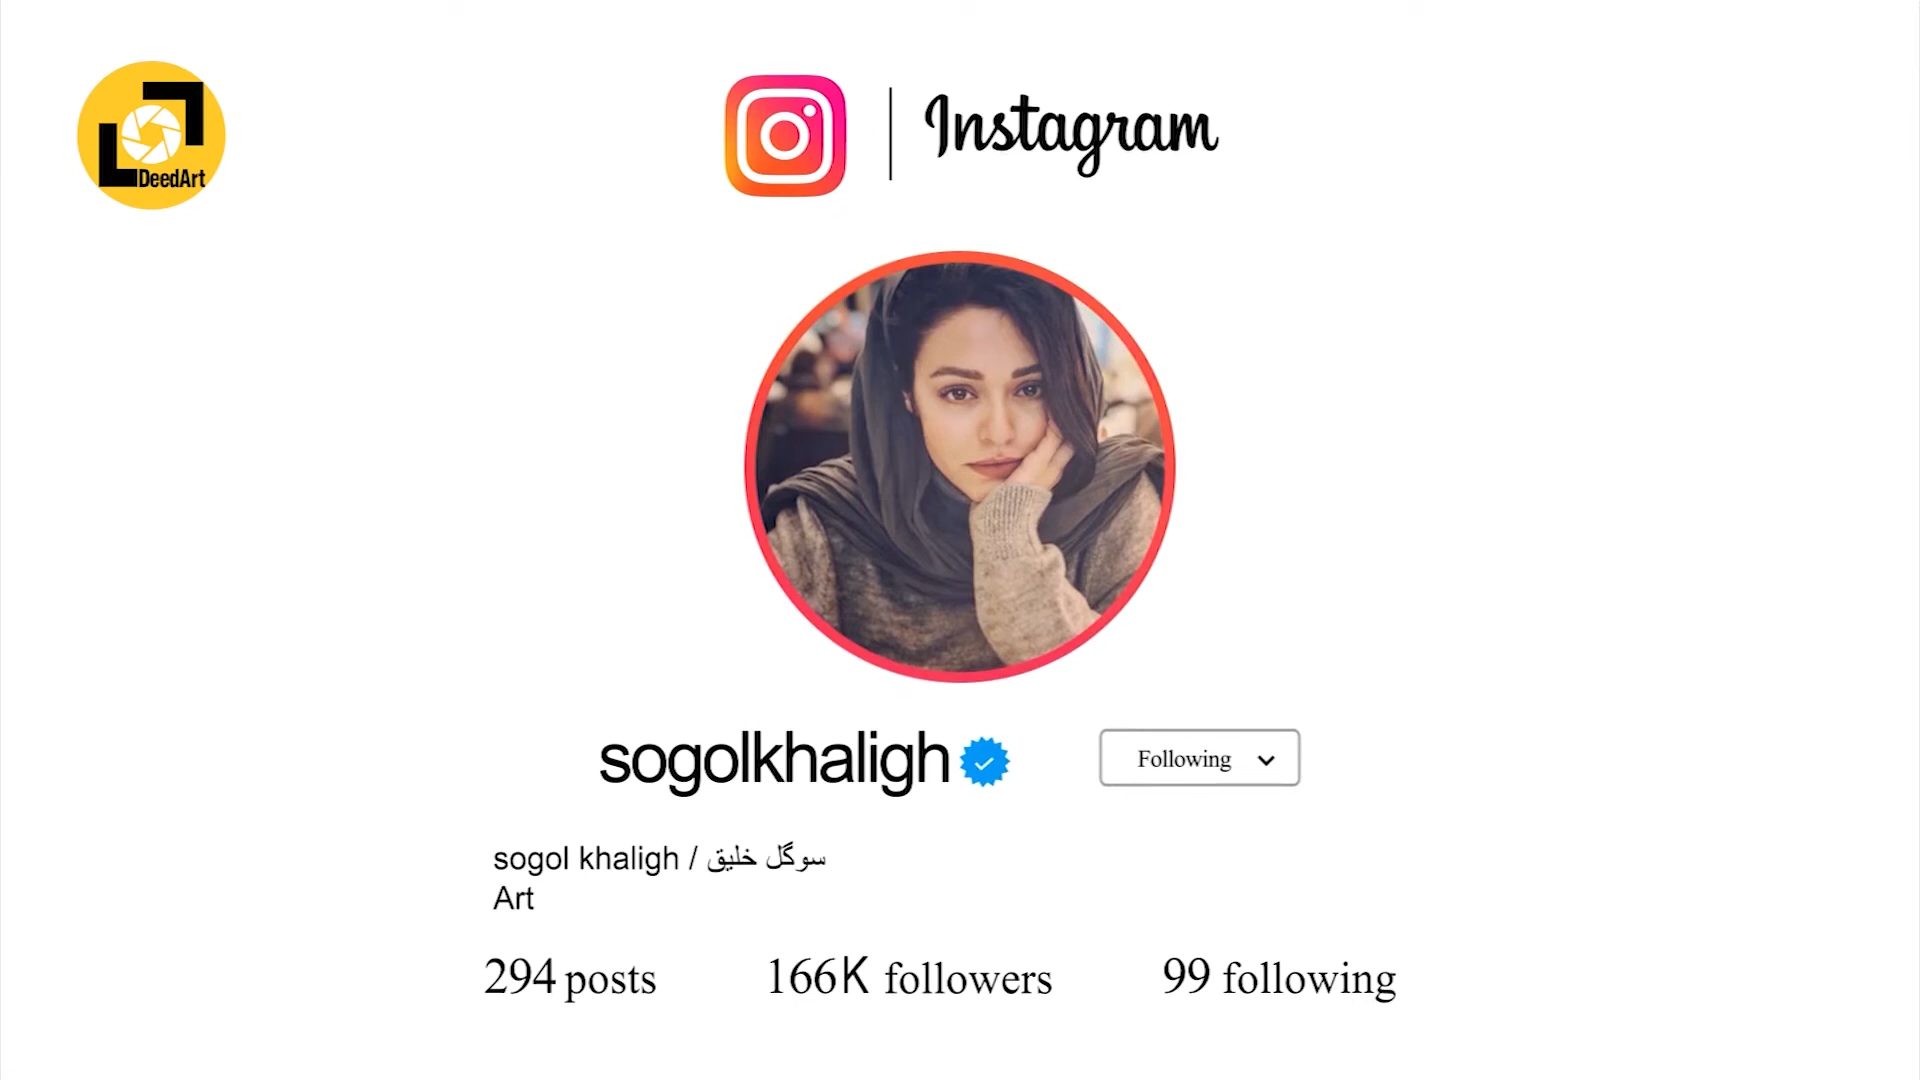 DeedArt
Instagram
sogolkhaligh
Following
sogol khaligh / سوگل خلیق
Art
294 posts
166K followers
99 following